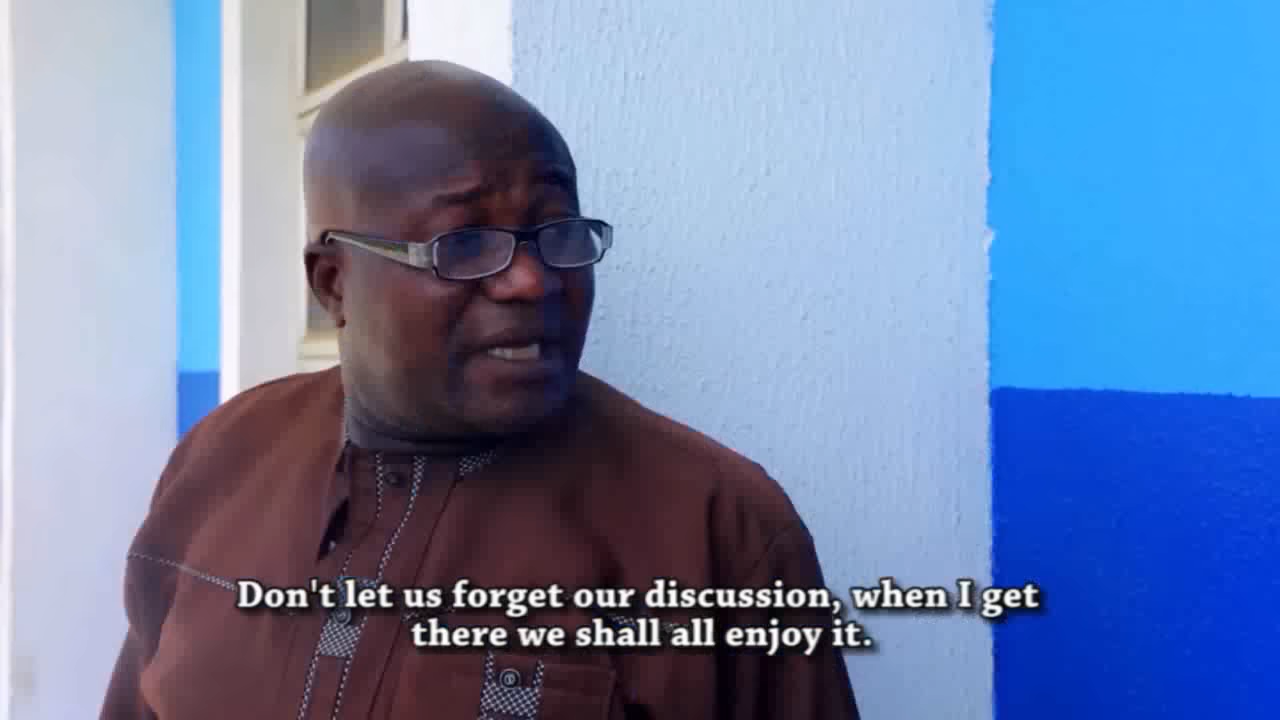 Don't let us forget our discussion, when I get
there we shall all enjoy it.